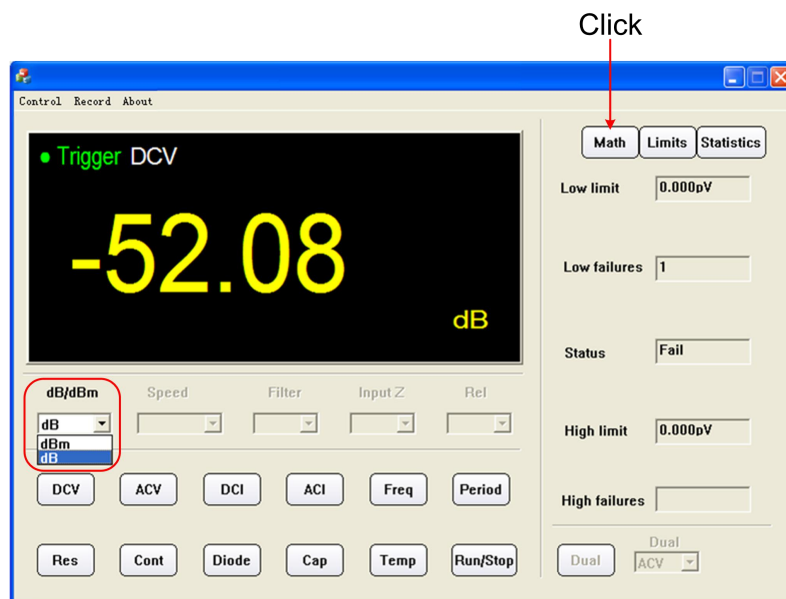 Click
Control Record About
● Trigger DCV
-52.08
dB
Math Limits Statistics
Low limit 0.000pV
Low failures 1
Status Fail
High limit 0.000pV
High failures
dB/dBm Speed Filter Input Z Rel
dB
dBm
dB
DCV ACV DCI ACI Freq Period
Res Cont Diode Cap Temp Run/Stop
Dual
Dual ACV